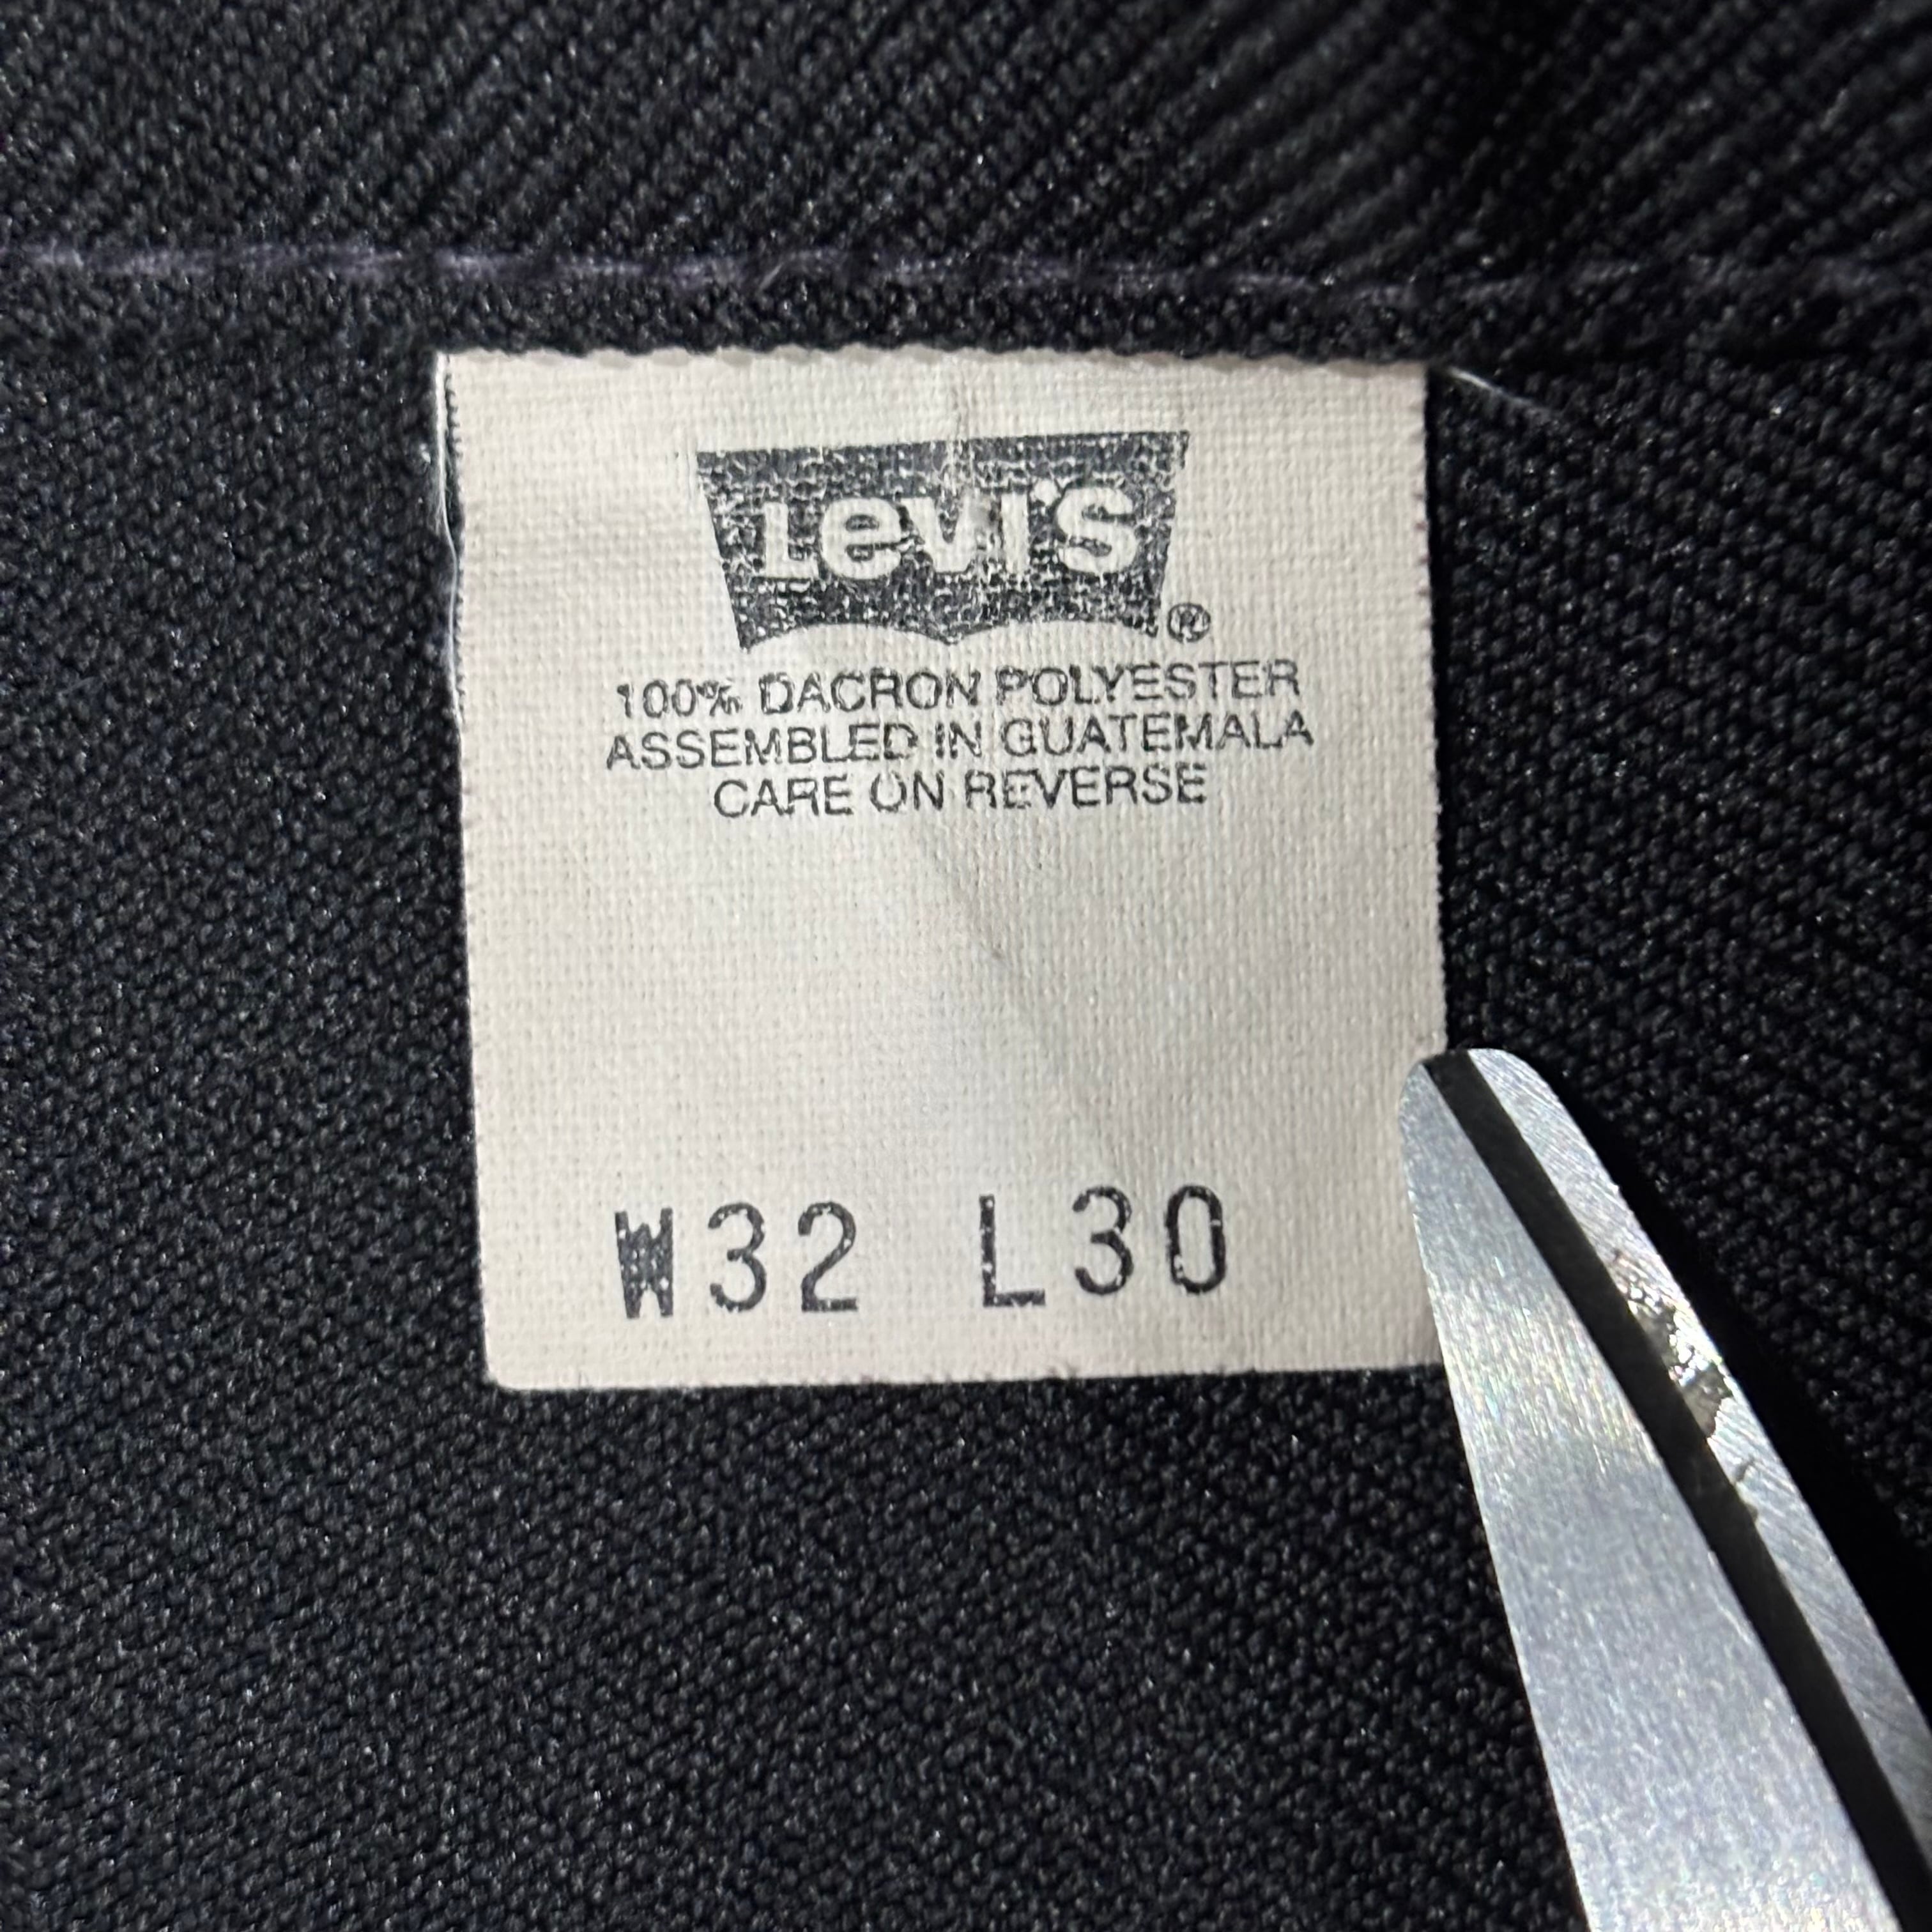 Levi's ®
100% DACRON POLYESTER
ASSEMBLED IN GUATEMALA
CARE ON REVERSE
W32 L30